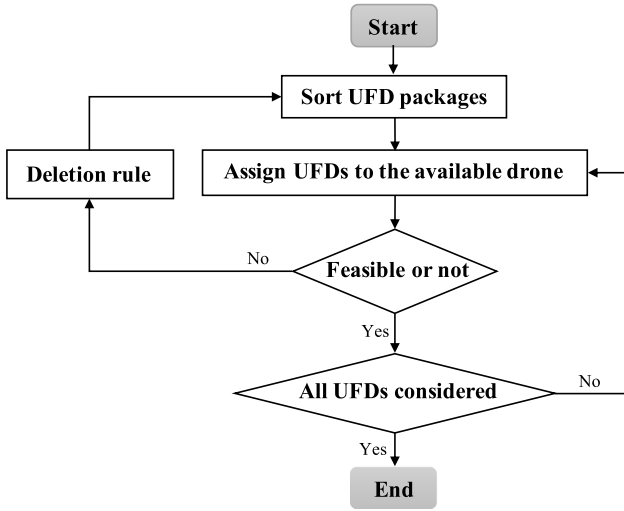 Start
Sort UFD packages
Deletion rule
Assign UFDs to the available drone
No
Feasible or not
Yes
All UFDs considered
No
Yes
End